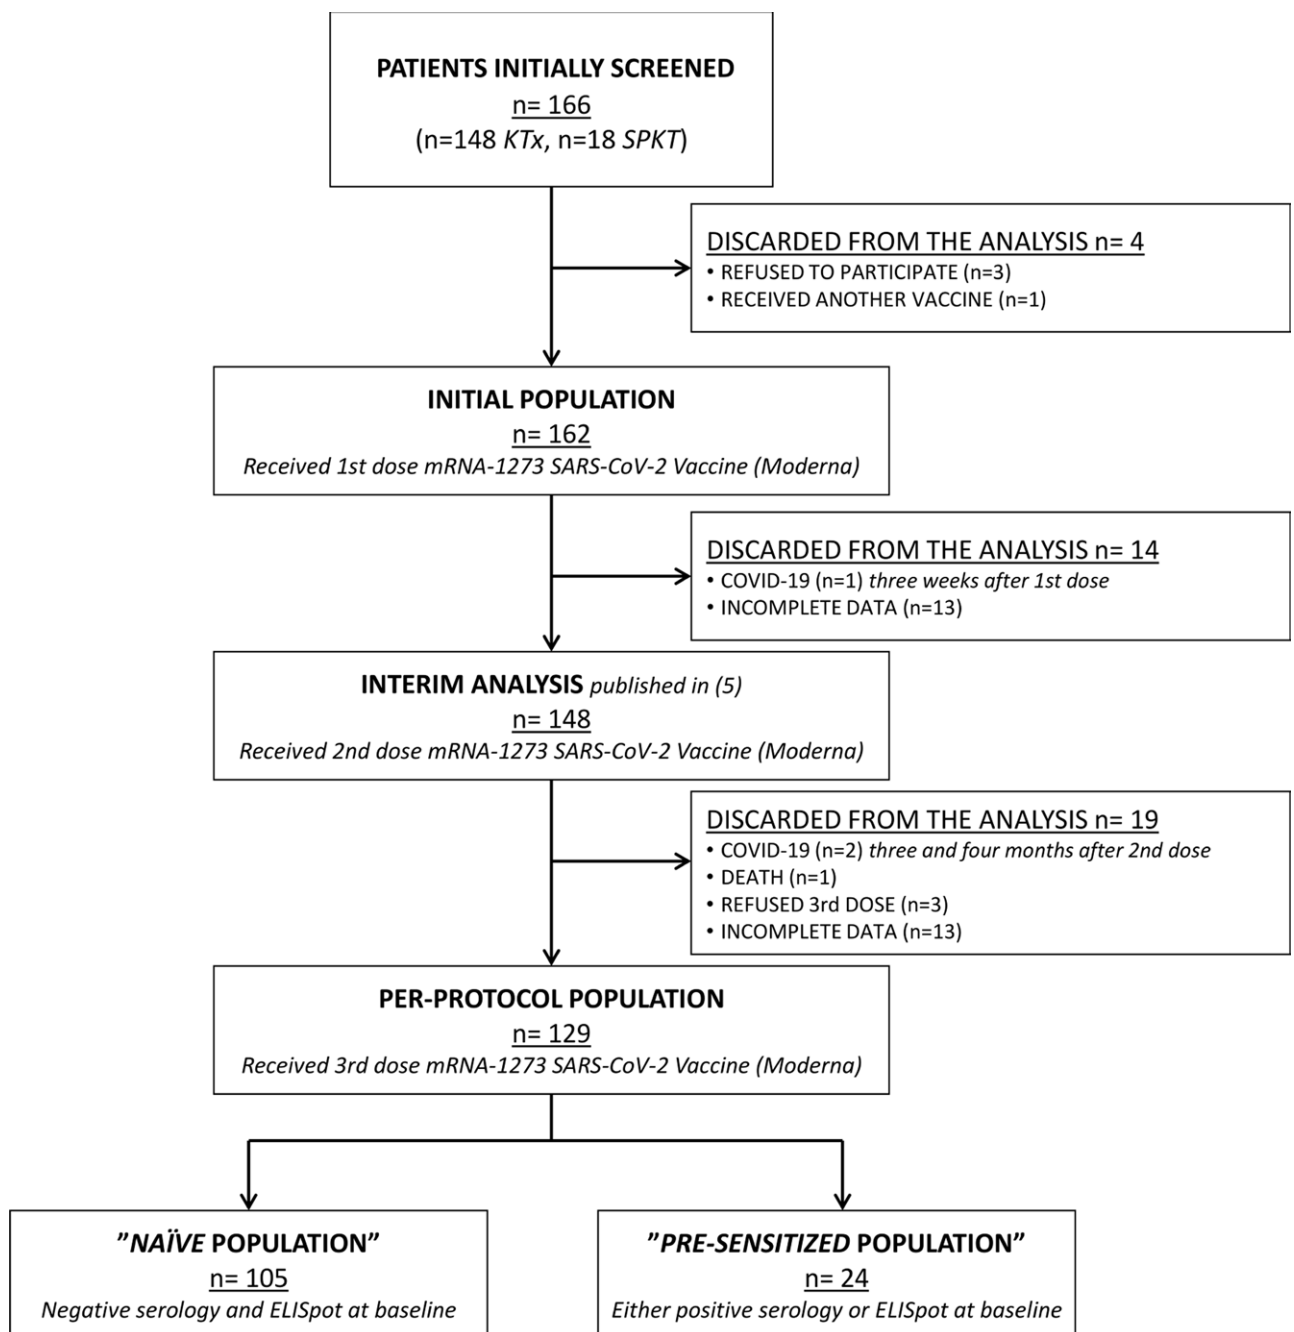 PATIENTS INITIALLY SCREENED
n= 166
(n=148 KTx, n=18 SPKT)
DISCARDED FROM THE ANALYSIS n= 4
• REFUSED TO PARTICIPATE (n=3)
• RECEIVED ANOTHER VACCINE (n=1)
INITIAL POPULATION
n= 162
Received 1st dose mRNA-1273 SARS-CoV-2 Vaccine (Moderna)
DISCARDED FROM THE ANALYSIS n= 14
• COVID-19 (n=1) three weeks after 1st dose
• INCOMPLETE DATA (n=13)
INTERIM ANALYSIS published in (5)
n= 148
Received 2nd dose mRNA-1273 SARS-CoV-2 Vaccine (Moderna)
DISCARDED FROM THE ANALYSIS n= 19
• COVID-19 (n=2) three and four months after 2nd dose
• DEATH (n=1)
• REFUSED 3rd DOSE (n=3)
• INCOMPLETE DATA (n=13)
PER-PROTOCOL POPULATION
n= 129
Received 3rd dose mRNA-1273 SARS-CoV-2 Vaccine (Moderna)
”NAÏVE POPULATION”
n= 105
Negative serology and ELISpot at baseline
”PRE-SENSITIZED POPULATION”
n= 24
Either positive serology or ELISpot at baseline